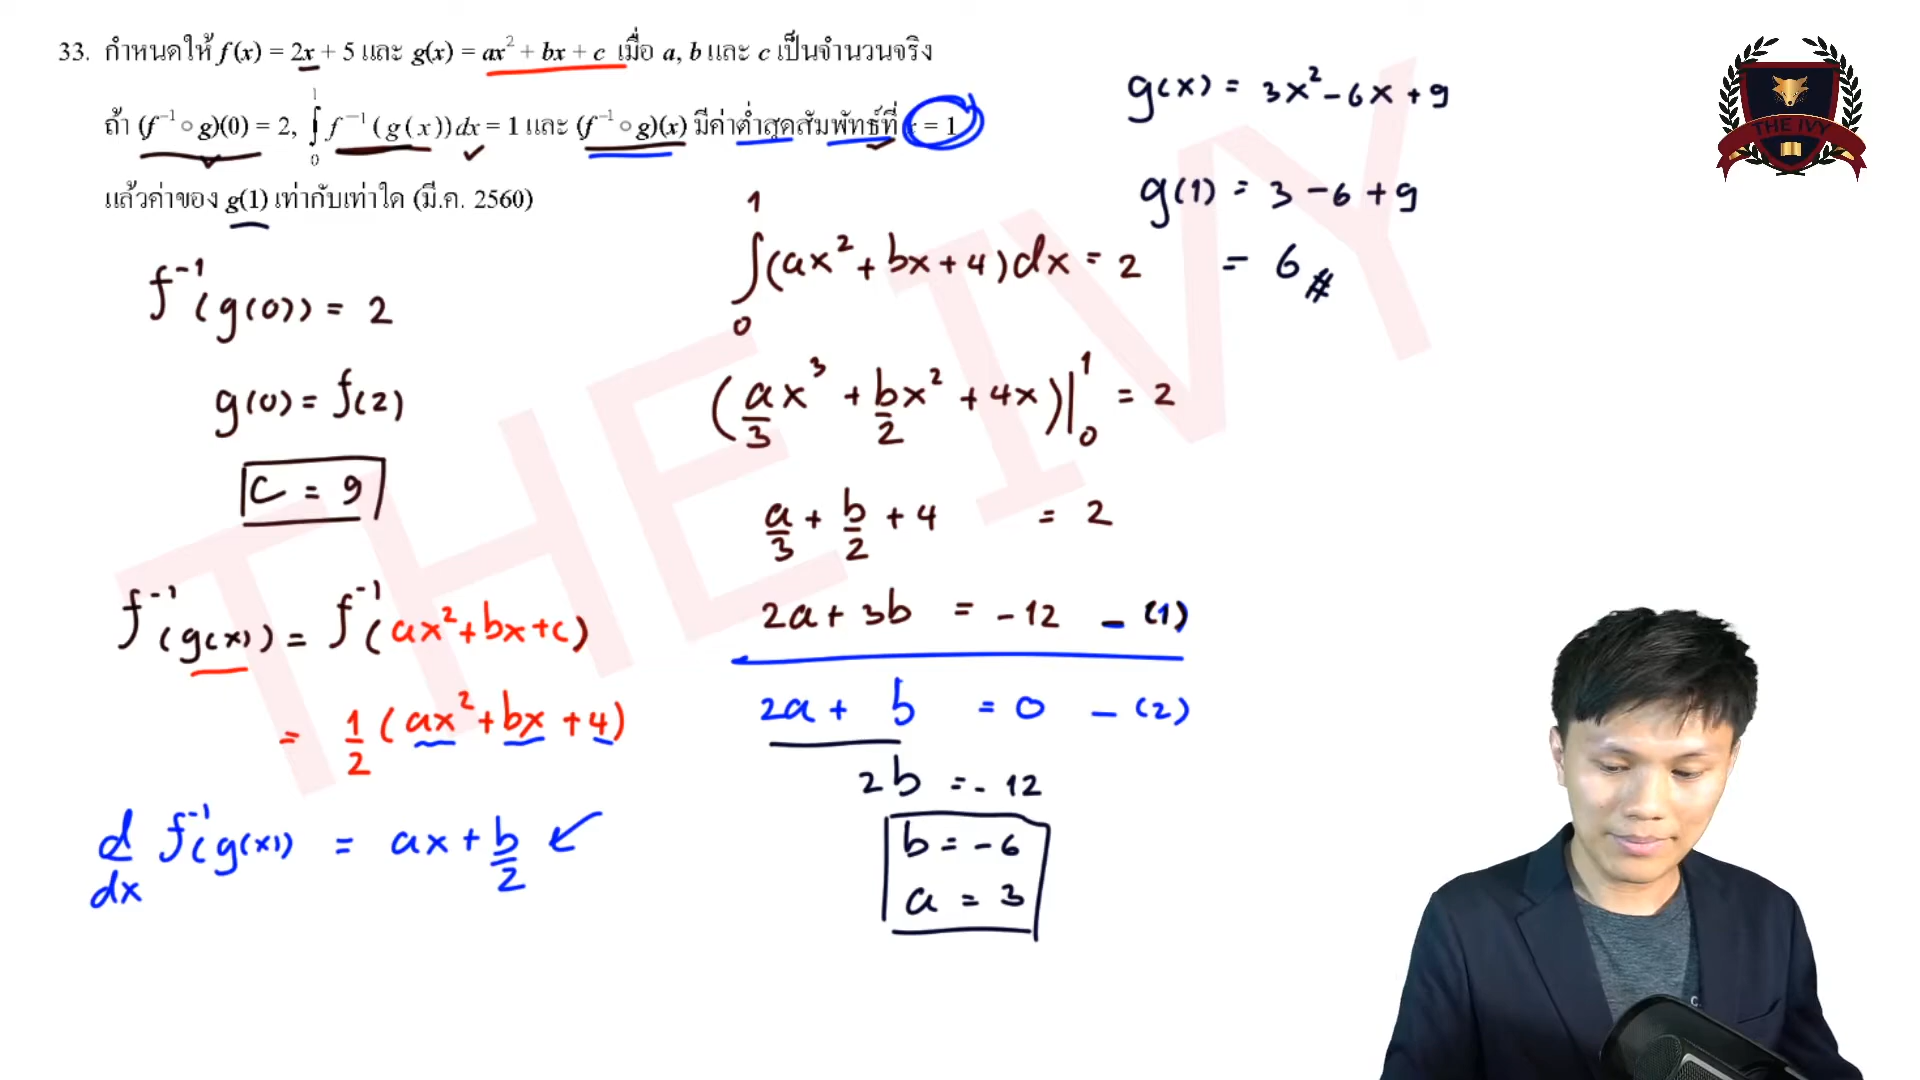 33. กำหนดให้ f(x) = 2x + 5 และ g(x) = ax² + bx + c เมื่อ a, b และ c เป็นจำนวนจริง
ถ้า (f⁻¹∘g)(0) = 2, ∫₀¹ f⁻¹(g(x))dx = 1 และ (f⁻¹∘g)(x) มีค่าต่ำสุดสัมพัทธ์ที่ = 1
แล้วค่าของ g(1) เท่ากับเท่าใด (มี.ค. 2560)
f⁻¹(g(0)) = 2
g(0) = f(2)
C = 9
f⁻¹(g(x)) = f⁻¹(ax²+bx+c)
= 1/2 (ax²+bx+4)
d/dx f⁻¹(g(x)) = ax + b/2
∫₀¹(ax²+bx+4)dx = 2
(a/3 x³ + b/2 x² + 4x)|₀¹ = 2
a/3 + b/2 + 4 = 2
2a + 3b = -12 – (1)
2a + b = 0 – (2)
2b = -12
b = -6
a = 3
g(x) = 3x²-6x+9
g(1) = 3-6+9
= 6 #
THE IVY
THE IVY